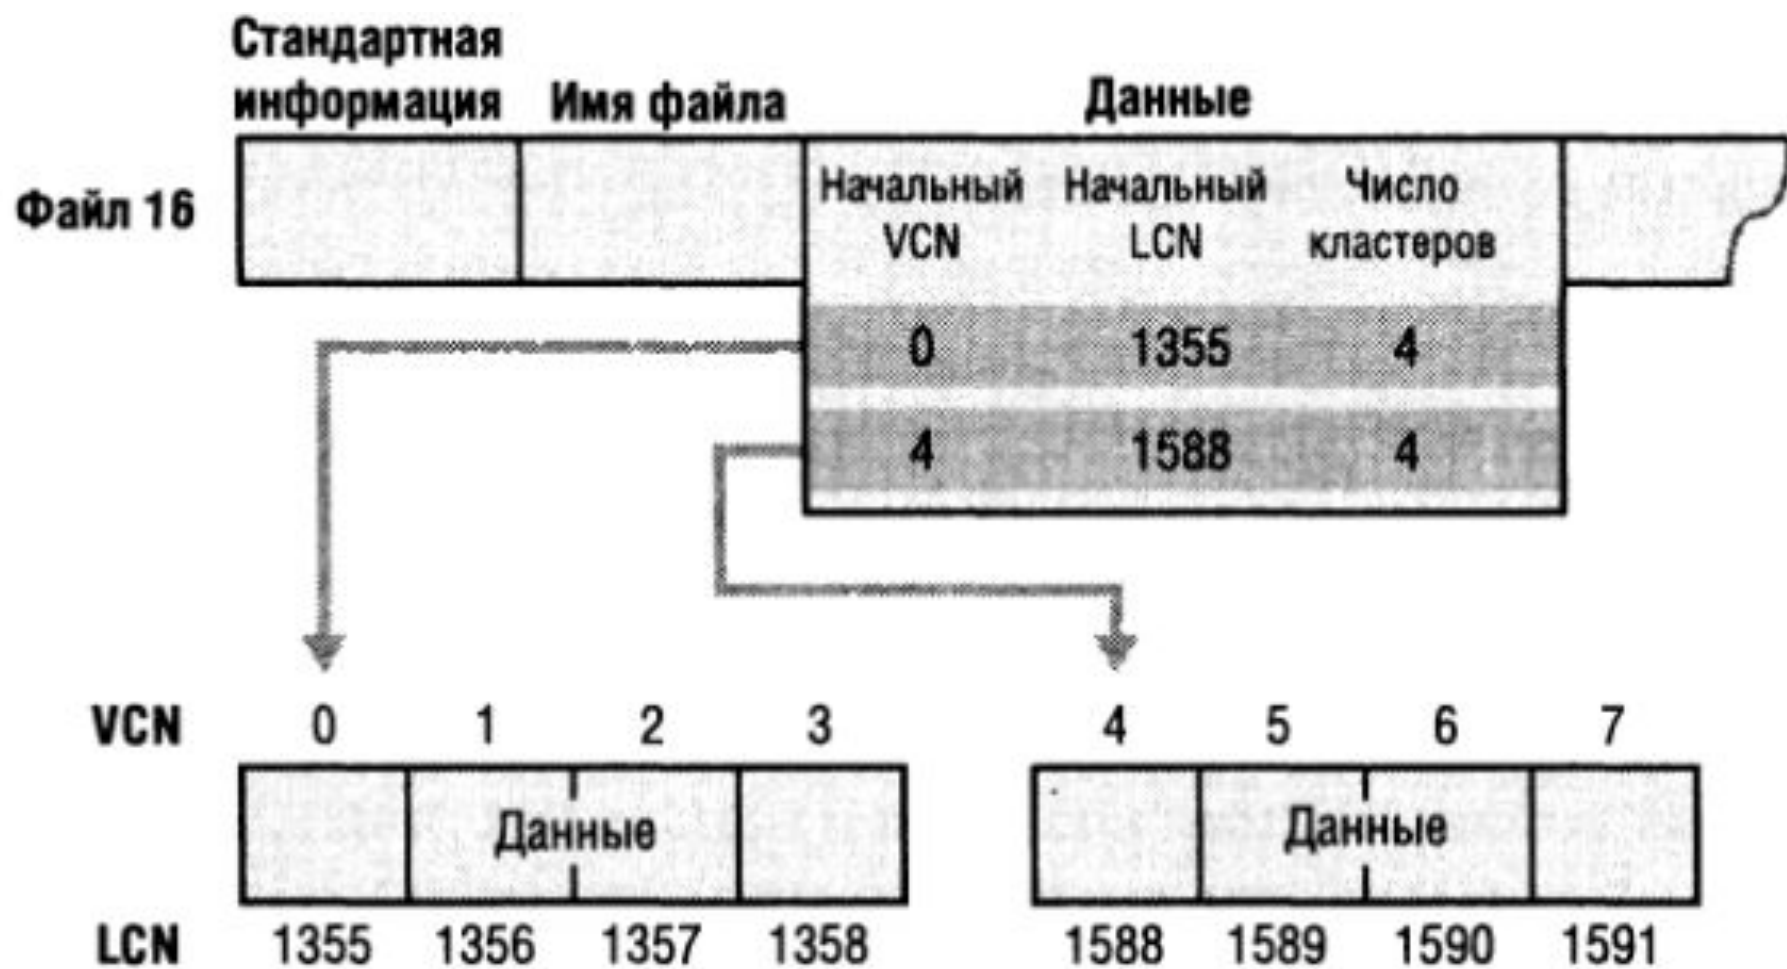 Стандартная
информация Имя файла Данные
Файл 16
Начальный Начальный Число
VCN LCN кластеров
0 1355 4
4 1588 4
VCN 0 1 2 3 4 5 6 7
Данные Данные
LCN 1355 1356 1357 1358 1588 1589 1590 1591